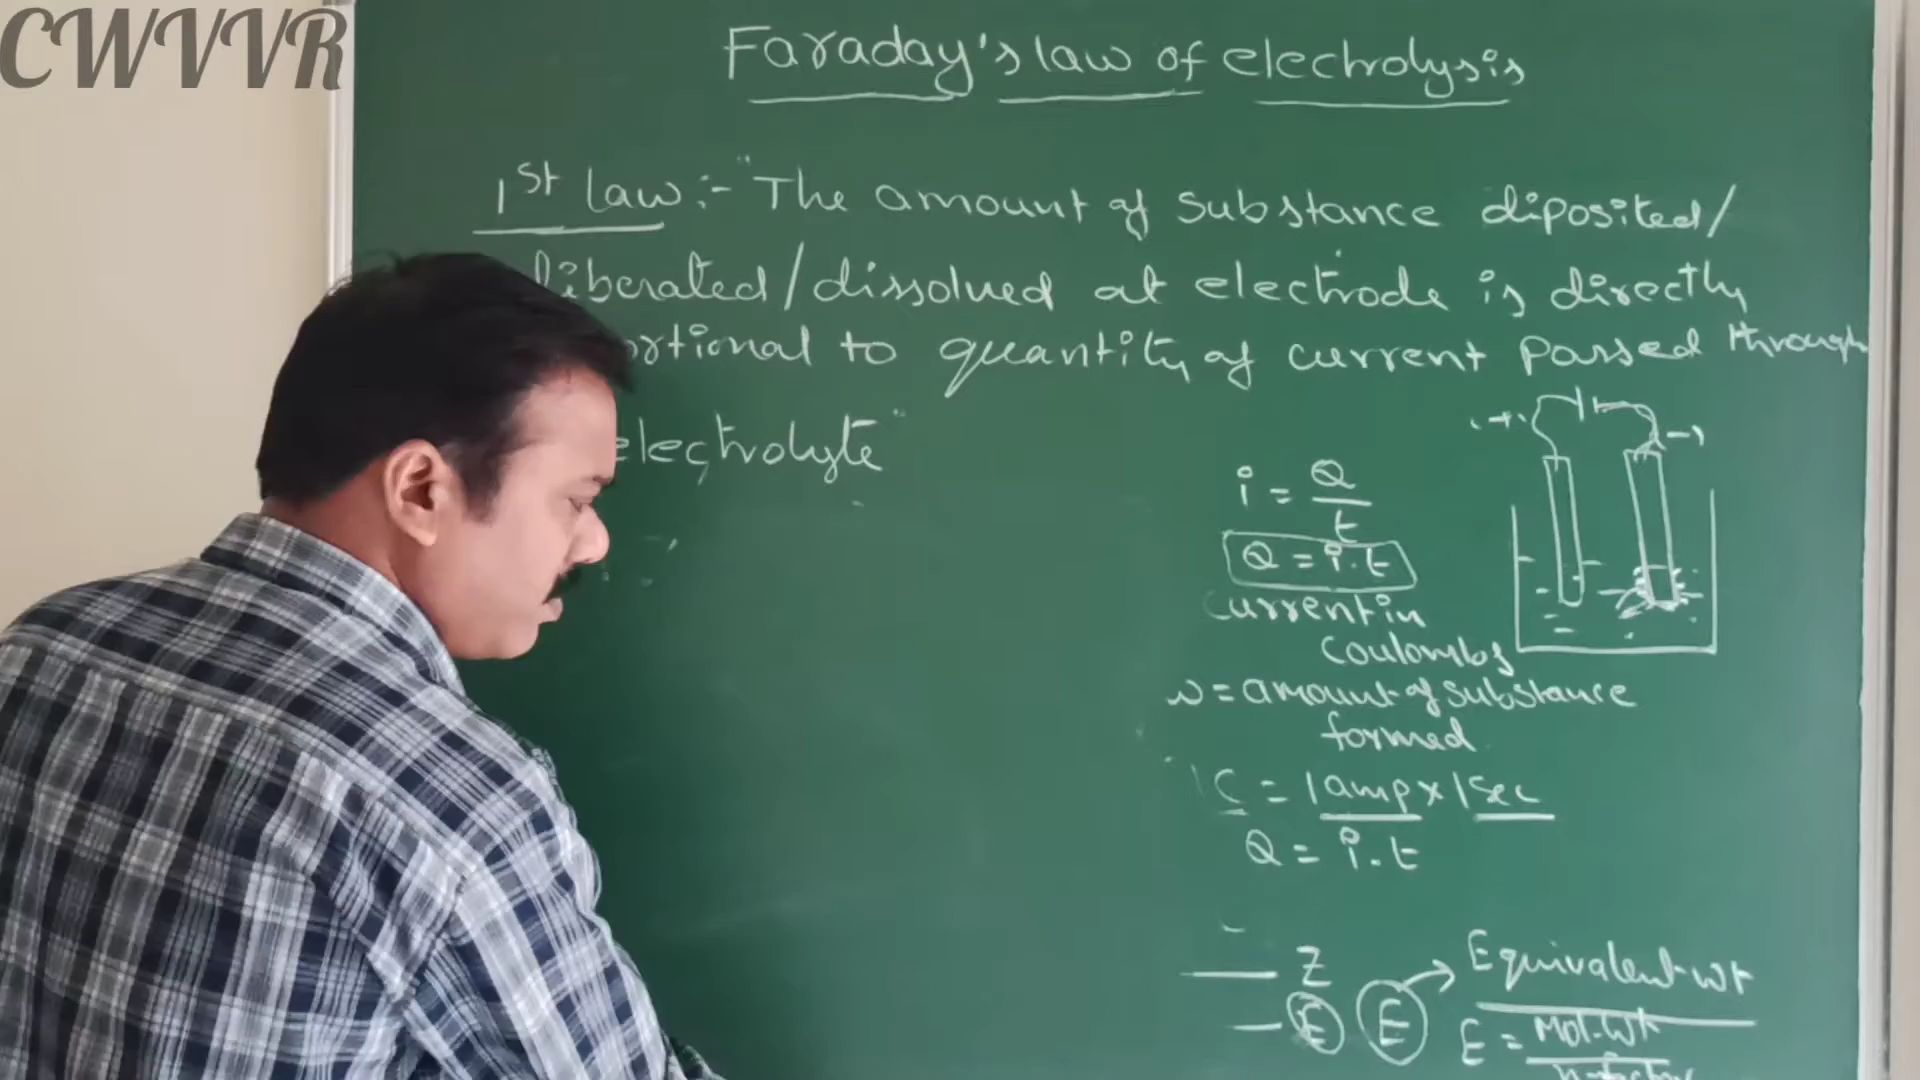 CWVVR
Faraday's law of electrolysis
1st law :- "The amount of substance diposited/
liberated/dissolved at electrode is directly
ortional to quantity of current passed through
electrolyte"
(+)
(-)
i = Q/t
Q = i.t
Current in
Coulombs
w = amount of substance
formed
1C = 1amp x 1sec
Q = i.t
Z
E E → Equivalent wt
E = Mol.wt
n-factor